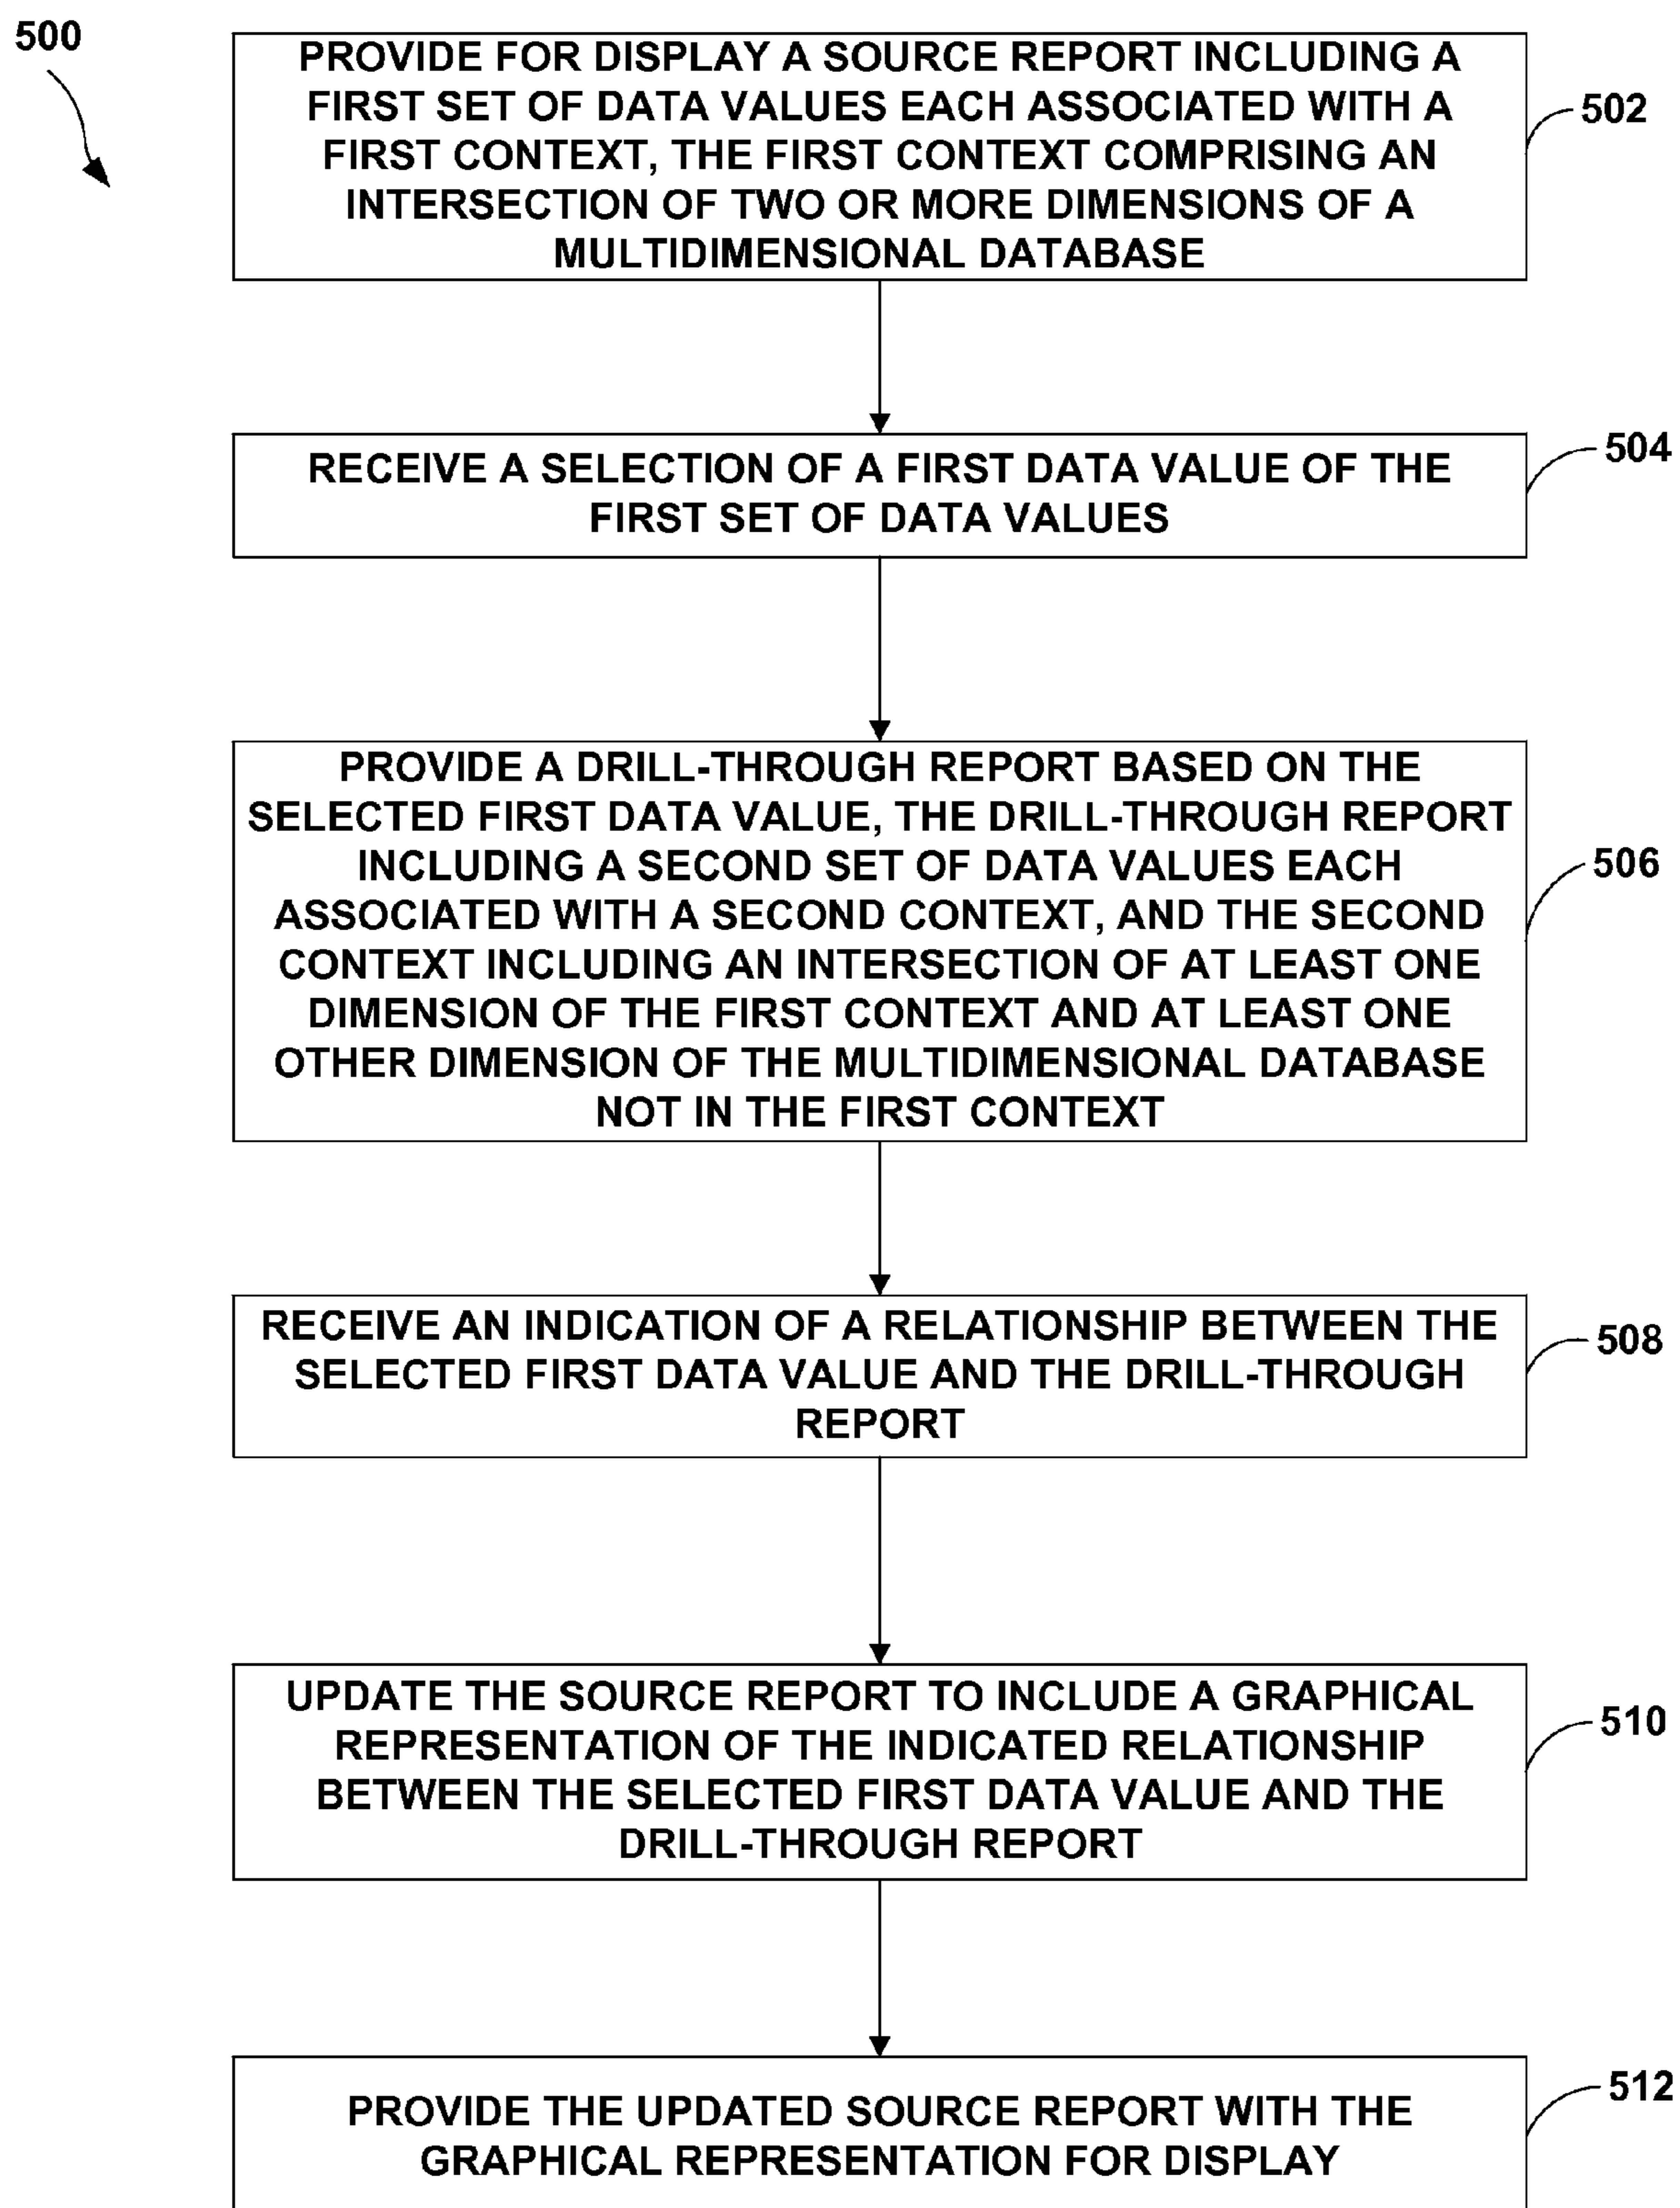 500
PROVIDE FOR DISPLAY A SOURCE REPORT INCLUDING A
FIRST SET OF DATA VALUES EACH ASSOCIATED WITH A
FIRST CONTEXT, THE FIRST CONTEXT COMPRISING AN
INTERSECTION OF TWO OR MORE DIMENSIONS OF A
MULTIDIMENSIONAL DATABASE
502
RECEIVE A SELECTION OF A FIRST DATA VALUE OF THE
FIRST SET OF DATA VALUES
504
PROVIDE A DRILL-THROUGH REPORT BASED ON THE
SELECTED FIRST DATA VALUE, THE DRILL-THROUGH REPORT
INCLUDING A SECOND SET OF DATA VALUES EACH
ASSOCIATED WITH A SECOND CONTEXT, AND THE SECOND
CONTEXT INCLUDING AN INTERSECTION OF AT LEAST ONE
DIMENSION OF THE FIRST CONTEXT AND AT LEAST ONE
OTHER DIMENSION OF THE MULTIDIMENSIONAL DATABASE
NOT IN THE FIRST CONTEXT
506
RECEIVE AN INDICATION OF A RELATIONSHIP BETWEEN THE
SELECTED FIRST DATA VALUE AND THE DRILL-THROUGH
REPORT
508
UPDATE THE SOURCE REPORT TO INCLUDE A GRAPHICAL
REPRESENTATION OF THE INDICATED RELATIONSHIP
BETWEEN THE SELECTED FIRST DATA VALUE AND THE
DRILL-THROUGH REPORT
510
PROVIDE THE UPDATED SOURCE REPORT WITH THE
GRAPHICAL REPRESENTATION FOR DISPLAY
512